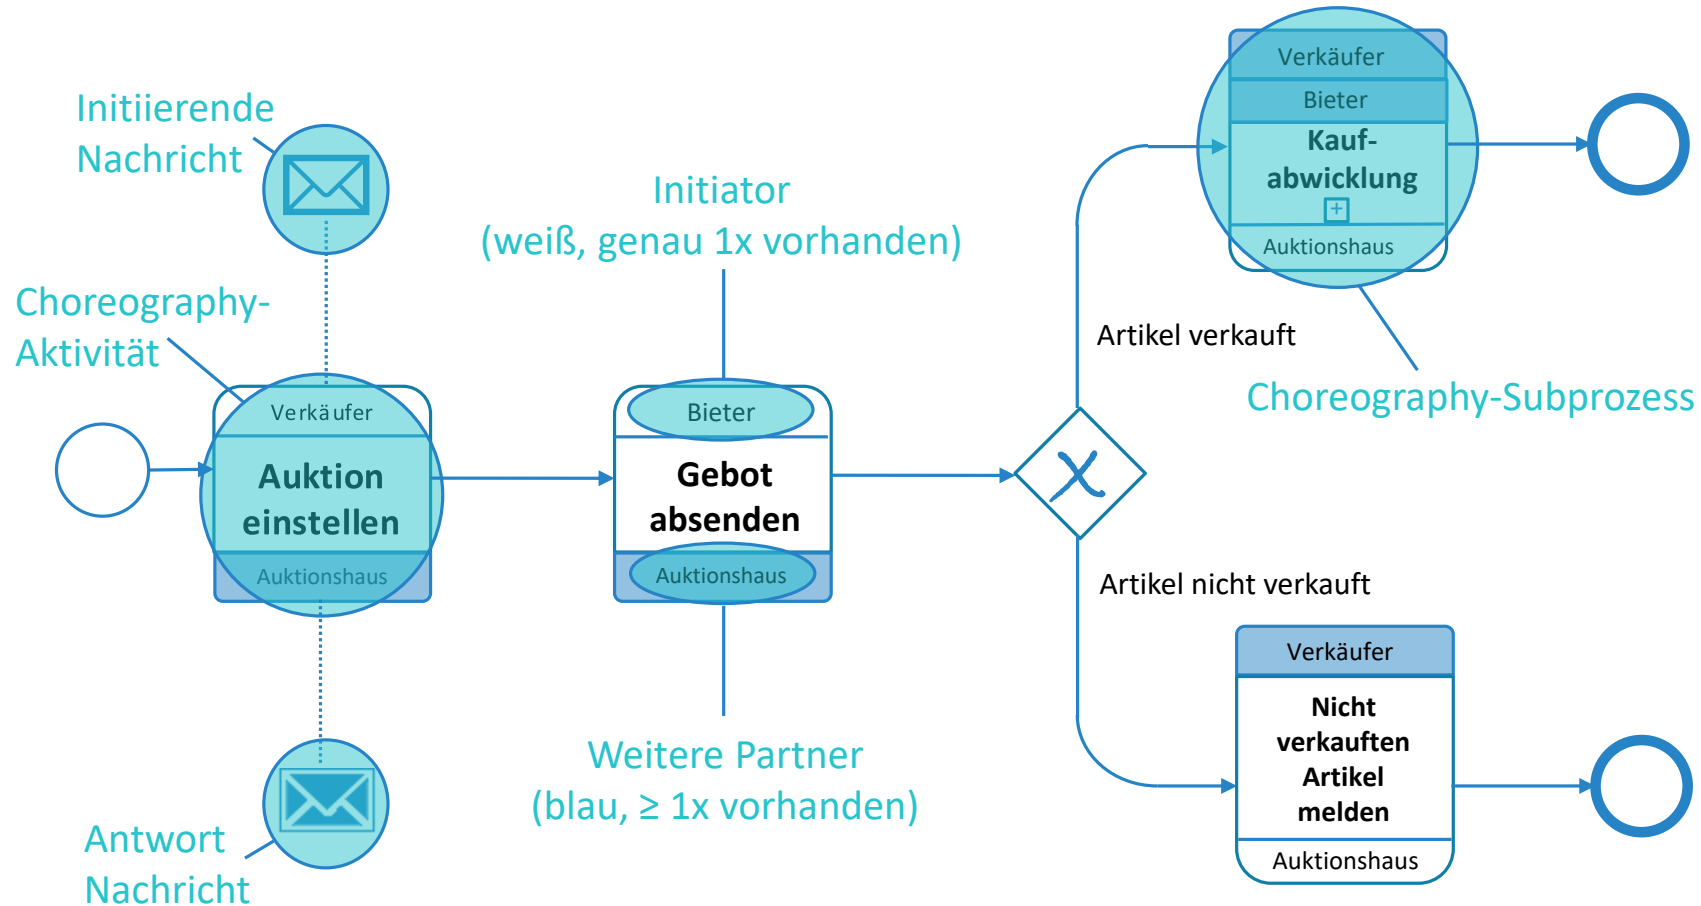 Initiierende
Nachricht
Choreography-
Aktivität
Verkäufer
Auktion
einstellen
Auktionshaus
Antwort
Nachricht
Initiator
(weiß, genau 1x vorhanden)
Bieter
Gebot
absenden
Auktionshaus
Weitere Partner
(blau, ≥ 1x vorhanden)
Artikel verkauft
Artikel nicht verkauft
Verkäufer
Bieter
Kauf-
abwicklung
Auktionshaus
Choreography-Subprozess
Verkäufer
Nicht
verkauften
Artikel
melden
Auktionshaus